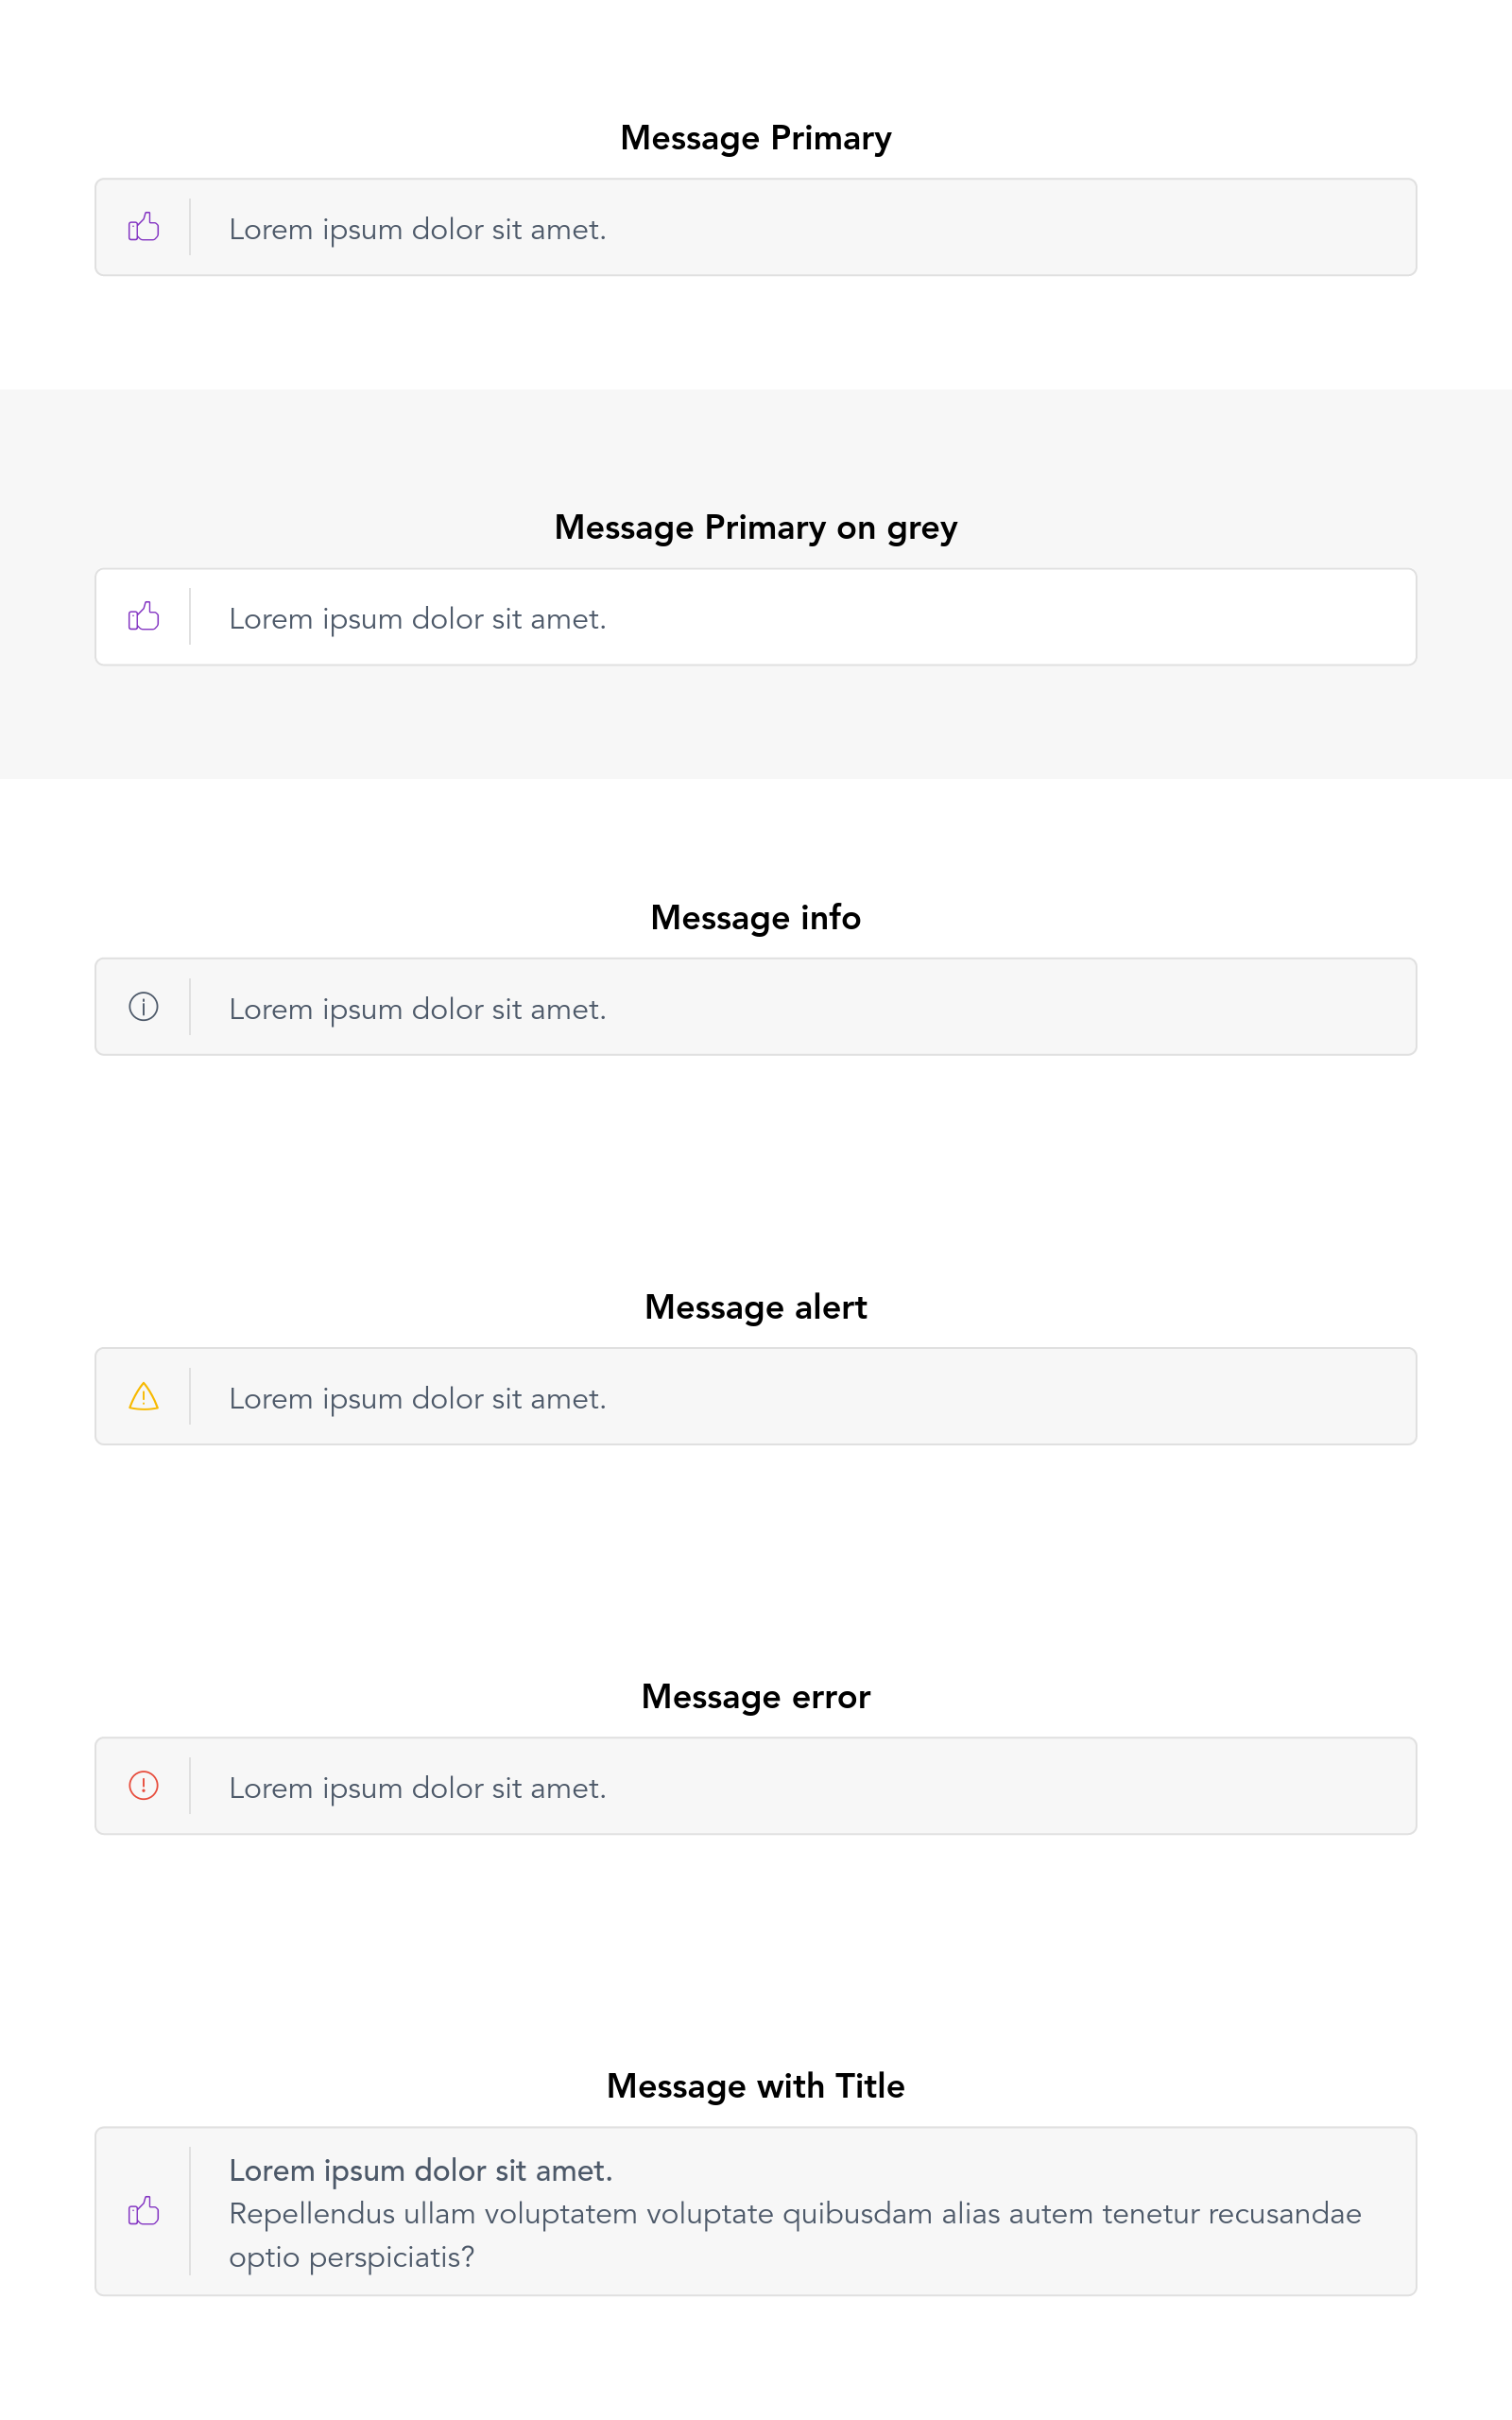 Message Primary
Lorem ipsum dolor sit amet.
Message Primary on grey
Lorem ipsum dolor sit amet.
Message info
Lorem ipsum dolor sit amet.
Message alert
Lorem ipsum dolor sit amet.
Message error
Lorem ipsum dolor sit amet.
Message with Title
Lorem ipsum dolor sit amet.
Repellendus ullam voluptatem voluptate quibusdam alias autem tenetur recusandae
optio perspiciatis?